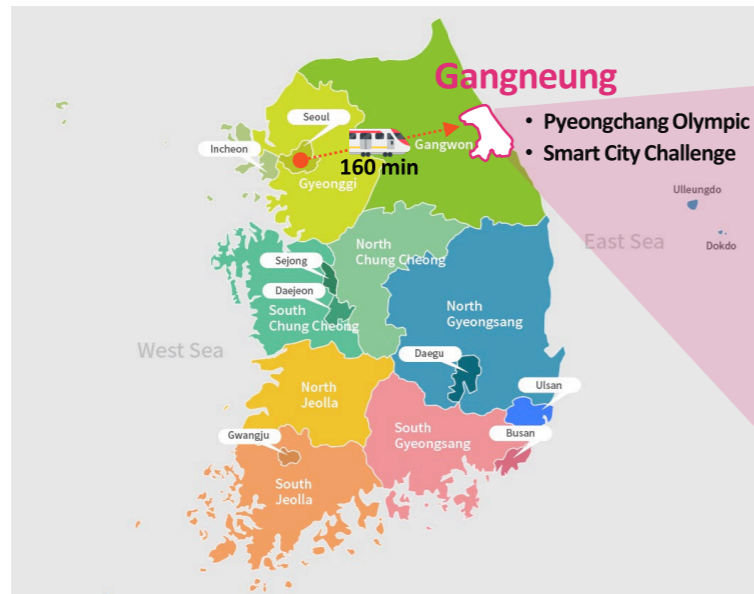 Gangneung
• Pyeongchang Olympic
• Smart City Challenge
Seoul
Incheon
160 min
Gangwon
Gyeonggi
Ulleungdo
East Sea
Dokdo
North
Chung Cheong
Sejong
Daejeon
South
Chung Cheong
North
Gyeongsang
West Sea
Daegu
Ulsan
North
Jeolla
South
Gyeongsang
Busan
Gwangju
South
Jeolla